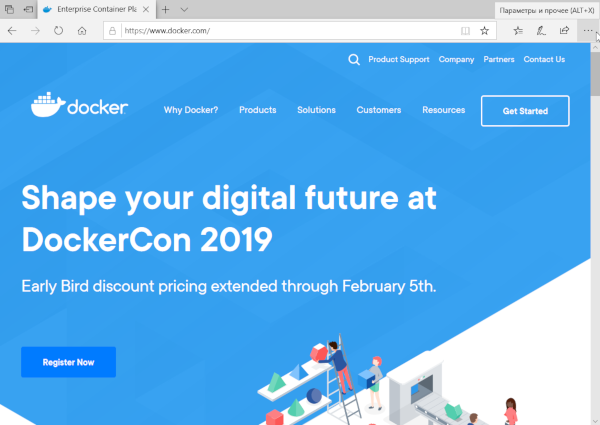 Enterprise Container Pla
Параметры и прочее (ALT+X)
https://www.docker.com/
Product Support Company Partners Contact Us
docker
Why Docker? Products Solutions Customers Resources Get Started
Shape your digital future at
DockerCon 2019
Early Bird discount pricing extended through February 5th.
Register Now